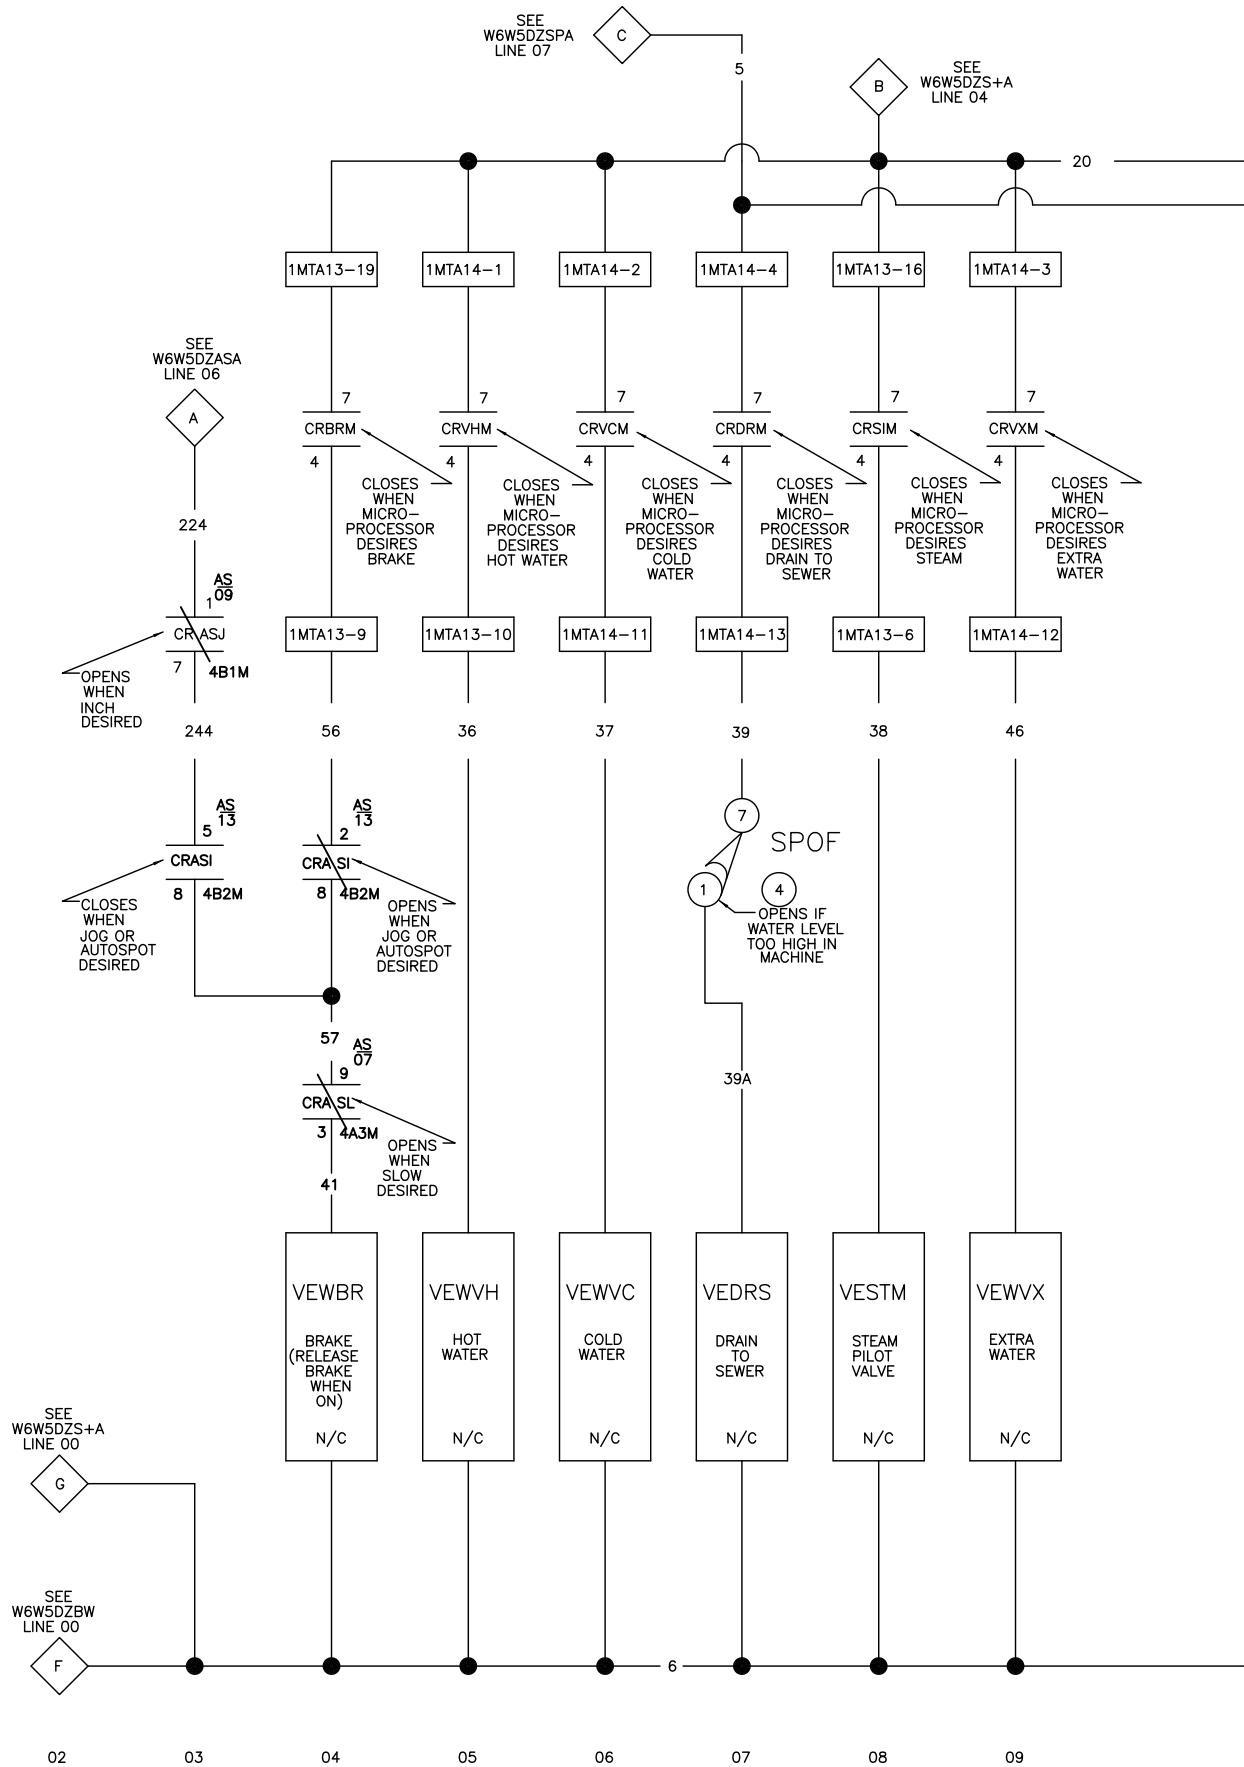 SEE
W6W5DZSPA
LINE 07
C
5
SEE
W6W5DZS+A
LINE 04
B
20
1MTA13-19
1MTA14-1
1MTA14-2
1MTA14-4
1MTA13-16
1MTA14-3
SEE
W6W5DZASA
LINE 06
A
7
CRBRM
4
7
CRVHM
4
7
CRVCM
4
7
CRDRM
4
7
CRSIM
4
7
CRVXM
4
CLOSES
WHEN
MICRO-
PROCESSOR
DESIRES
BRAKE
CLOSES
WHEN
MICRO-
PROCESSOR
DESIRES
HOT WATER
CLOSES
WHEN
MICRO-
PROCESSOR
DESIRES
COLD
WATER
CLOSES
WHEN
MICRO-
PROCESSOR
DESIRES
DRAIN TO
SEWER
CLOSES
WHEN
MICRO-
PROCESSOR
DESIRES
STEAM
CLOSES
WHEN
MICRO-
PROCESSOR
DESIRES
EXTRA
WATER
224
AS
09
1
CRASJ
7
4B1M
OPENS
WHEN
INCH
DESIRED
1MTA13-9
1MTA13-10
1MTA14-11
1MTA14-13
1MTA13-6
1MTA14-12
244
56
36
37
39
38
46
AS
13
5
CRASI
8
4B2M
CLOSES
WHEN
JOG OR
AUTOSPOT
DESIRED
AS
13
2
CRASI
8
4B2M
OPENS
WHEN
JOG OR
AUTOSPOT
DESIRED
7
SPOF
1
4
OPENS IF
WATER LEVEL
TOO HIGH IN
MACHINE
57
AS
07
9
CRASL
3
4A3M
OPENS
WHEN
SLOW
DESIRED
39A
41
VEWBR
BRAKE
(RELEASE
BRAKE
WHEN
ON)
N/C
VEWVH
HOT
WATER
N/C
VEWVC
COLD
WATER
N/C
VEDRS
DRAIN
TO
SEWER
N/C
VESTM
STEAM
PILOT
VALVE
N/C
VEWVX
EXTRA
WATER
N/C
SEE
W6W5DZS+A
LINE 00
G
SEE
W6W5DZBW
LINE 00
F
6
02
03
04
05
06
07
08
09